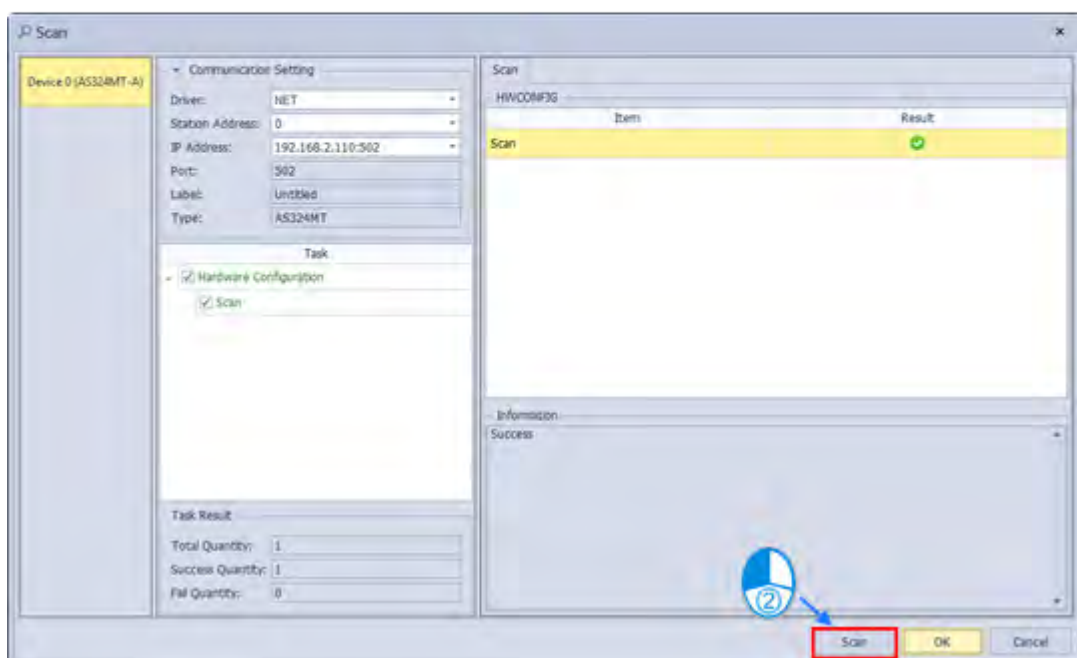 Scan
Device 0 (AS324MT-A)
Communication Setting
Driver: NET
Station Address: 0
IP Address: 192.168.2.110:502
Port: 502
Label: Untitled
Type: AS324MT
Task
Hardware Configuration
Scan
Task Result
Total Quantity: 1
Success Quantity: 1
Fail Quantity: 0
Scan
HWCONFIG
Item Result
Scan
Information
Success
2
Scan OK Cancel